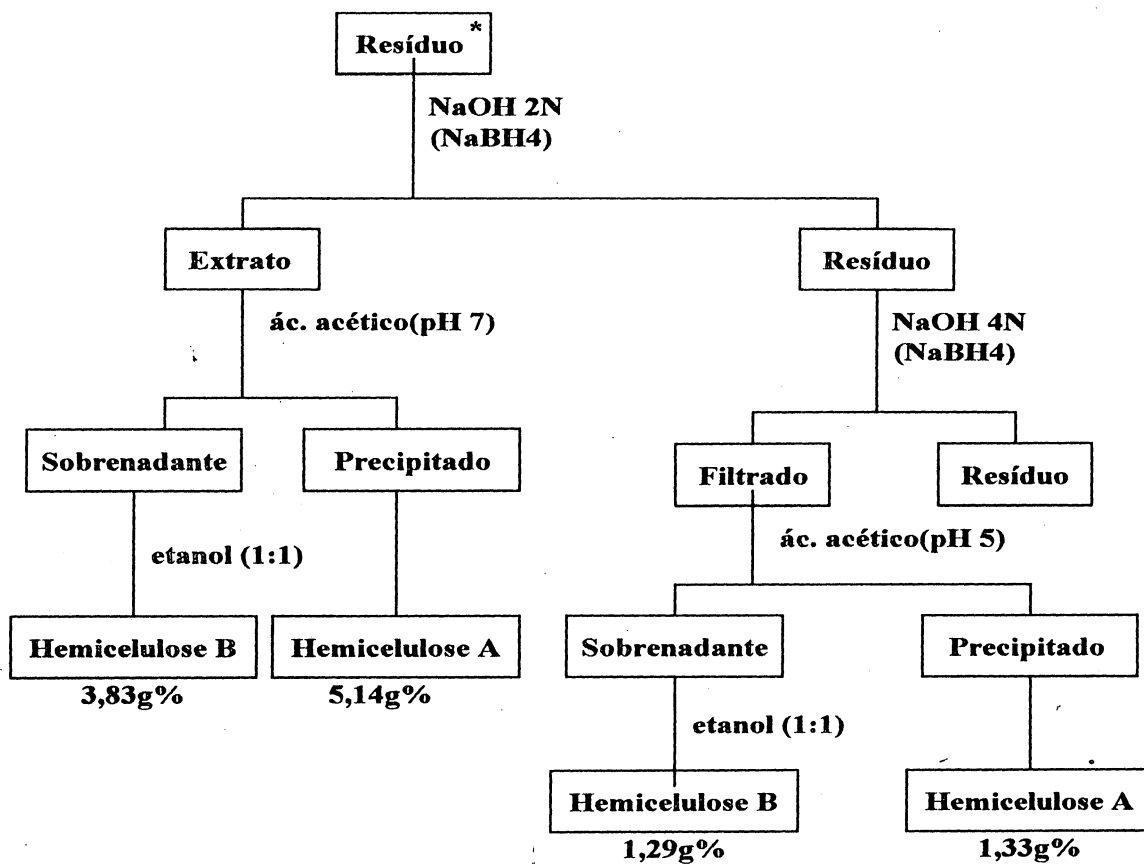 Resíduo *
NaOH 2N
(NaBH4)
Extrato
Resíduo
ác. acético(pH 7)
NaOH 4N
(NaBH4)
Sobrenadante
Precipitado
Filtrado
Resíduo
etanol (1:1)
ác. acético(pH 5)
Hemicelulose B
Hemicelulose A
Sobrenadante
Precipitado
3,83g%
5,14g%
etanol (1:1)
Hemicelulose B
Hemicelulose A
1,29g%
1,33g%